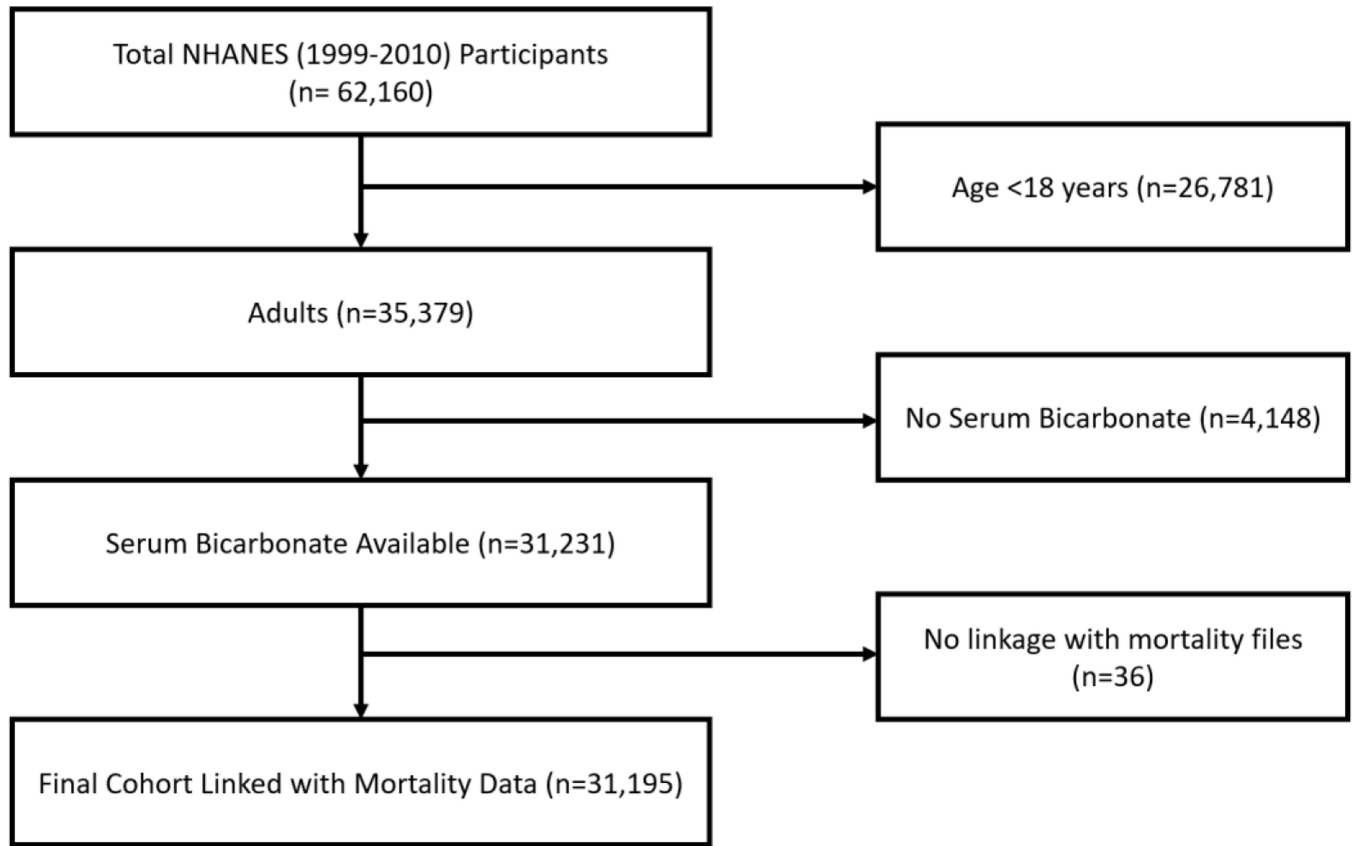 Total NHANES (1999-2010) Participants
(n= 62,160)
Age <18 years (n=26,781)
Adults (n=35,379)
No Serum Bicarbonate (n=4,148)
Serum Bicarbonate Available (n=31,231)
No linkage with mortality files
(n=36)
Final Cohort Linked with Mortality Data (n=31,195)